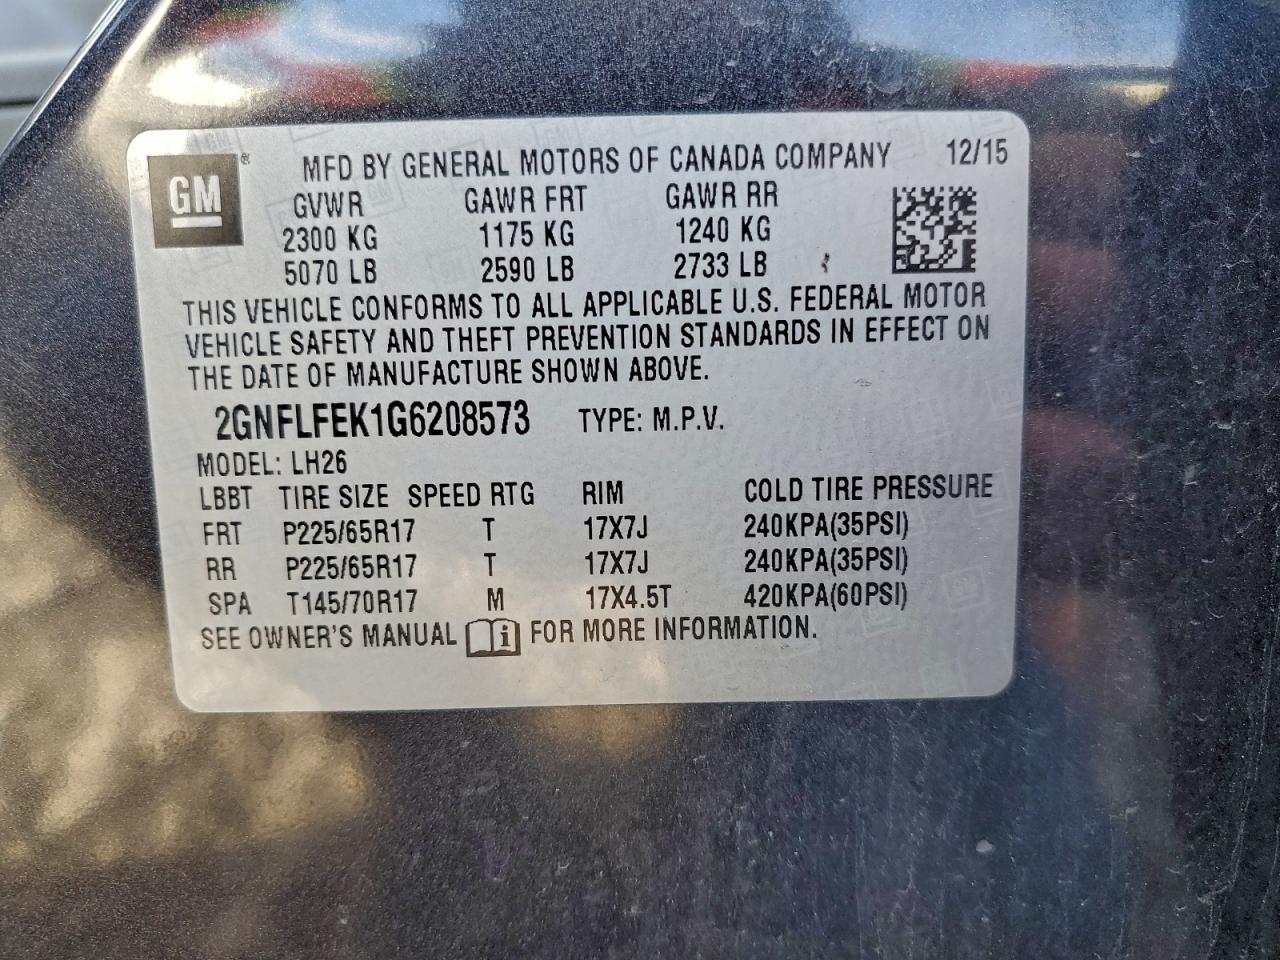 GM ® MFD BY GENERAL MOTORS OF CANADA COMPANY 12/15
GVWR GAWR FRT GAWR RR
2300 KG 1175 KG 1240 KG
5070 LB 2590 LB 2733 LB
THIS VEHICLE CONFORMS TO ALL APPLICABLE U.S. FEDERAL MOTOR
VEHICLE SAFETY AND THEFT PREVENTION STANDARDS IN EFFECT ON
THE DATE OF MANUFACTURE SHOWN ABOVE.
2GNFLFEK1G6208573 TYPE: M.P.V.
MODEL: LH26
LBBT TIRE SIZE SPEED RTG RIM COLD TIRE PRESSURE
FRT P225/65R17 T 17X7J 240KPA(35PSI)
RR P225/65R17 T 17X7J 240KPA(35PSI)
SPA T145/70R17 M 17X4.5T 420KPA(60PSI)
SEE OWNER'S MANUAL i FOR MORE INFORMATION.